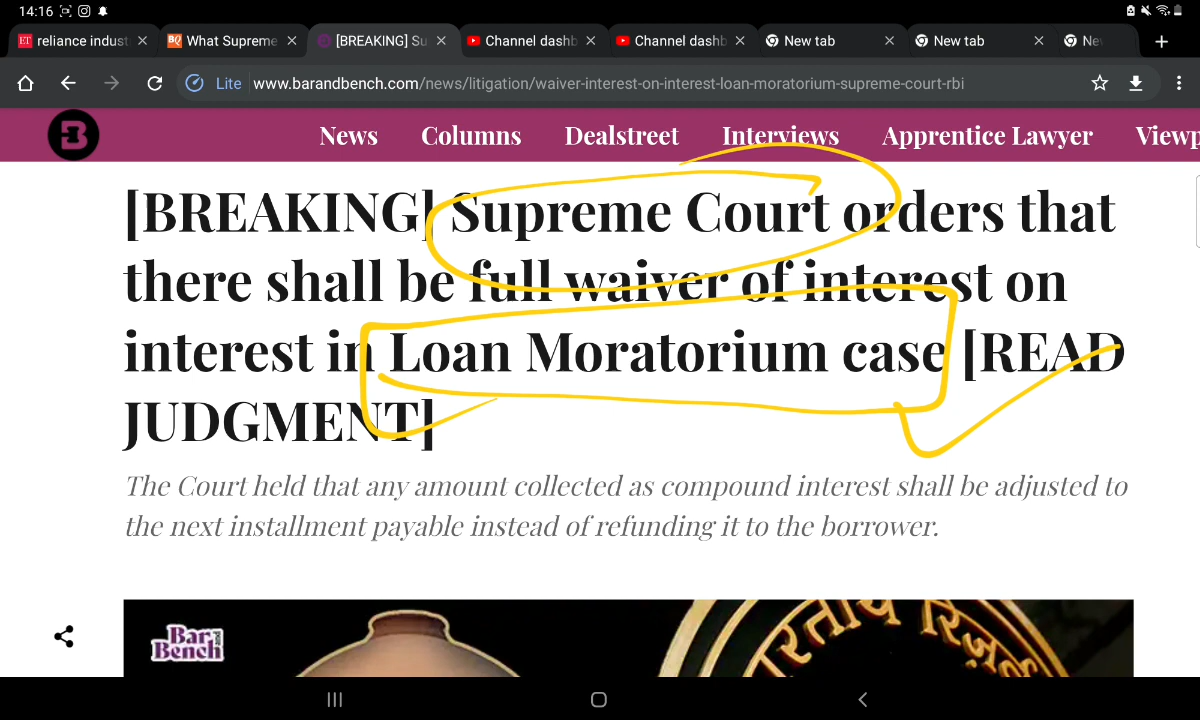 14:16
reliance indust
What Supreme
[BREAKING] Su
Channel dashb
Channel dashb
New tab
New tab
Ne
Lite www.barandbench.com/news/litigation/waiver-interest-on-interest-loan-moratorium-supreme-court-rbi
News Columns Dealstreet Interviews Apprentice Lawyer Viewp
[BREAKING] Supreme Court orders that
there shall be full waiver of interest on
interest in Loan Moratorium case [READ
JUDGMENT]
The Court held that any amount collected as compound interest shall be adjusted to
the next installment payable instead of refunding it to the borrower.
Bar and
Bench
भारतीय रिज़र्व